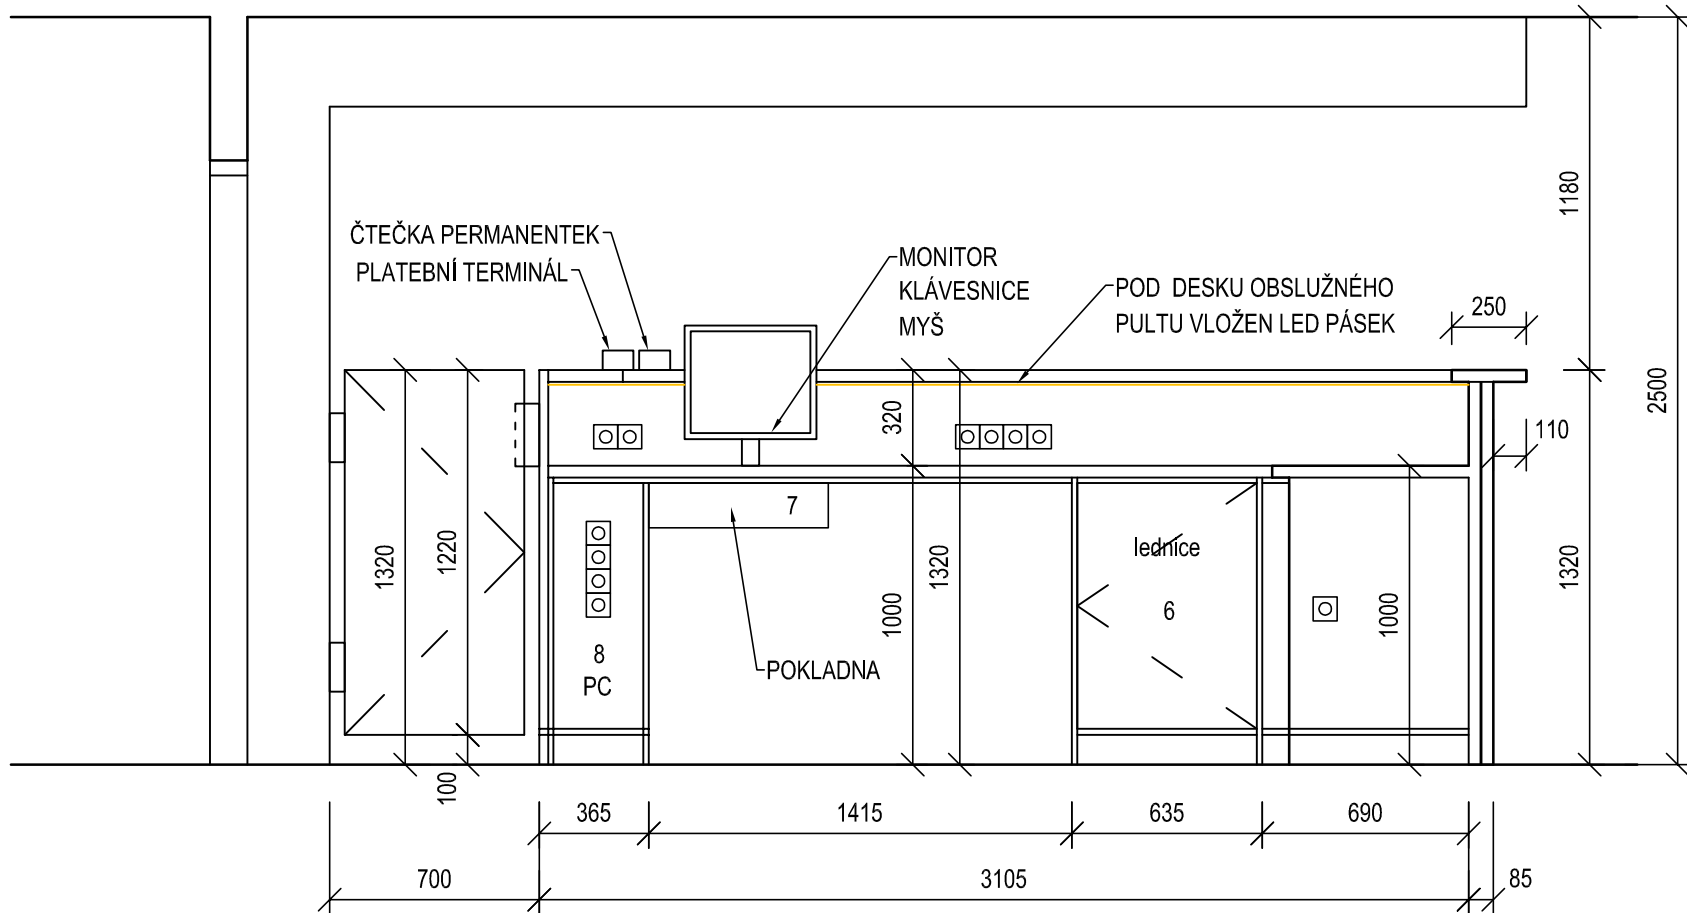 1180
2500
ČTEČKA PERMANENTEK
PLATEBNÍ TERMINÁL
MONITOR
KLÁVESNICE
MYŠ
POD DESKU OBSLUŽNÉHO
PULTU VLOŽEN LED PÁSEK
250
320
110
7
1320
1220
1320
1000
lednice
6
1000
1320
8
PC
POKLADNA
100
365
1415
635
690
700
3105
85